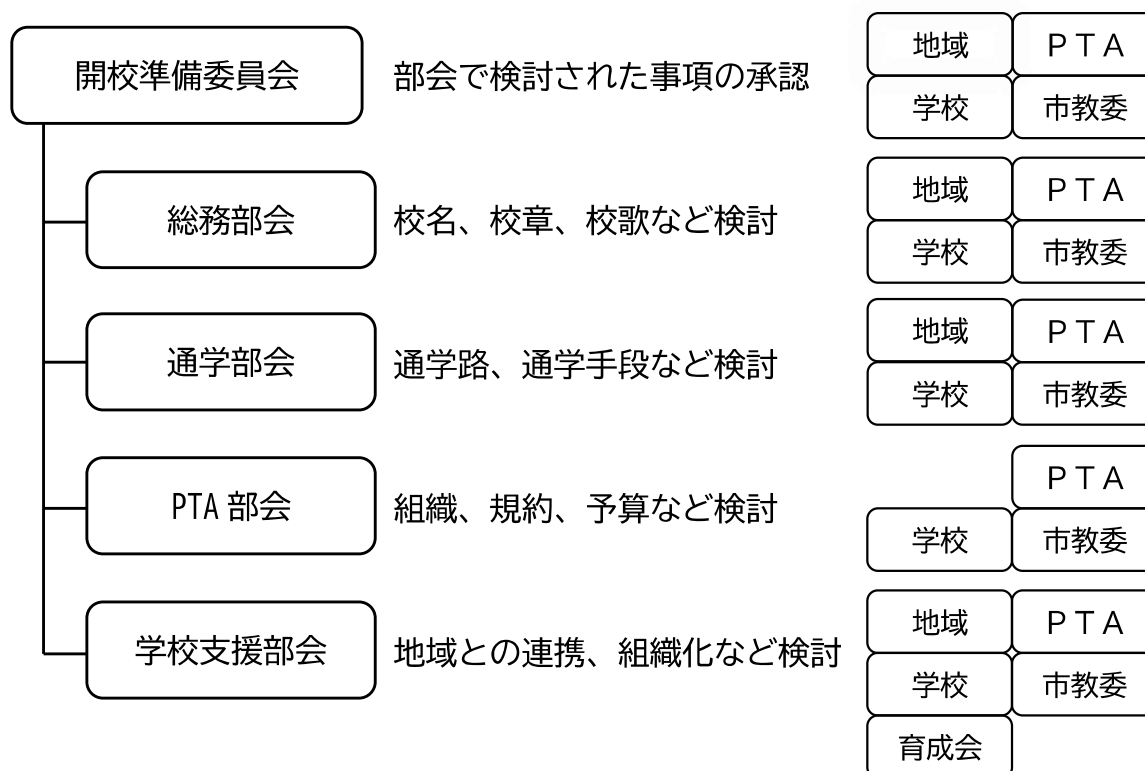 開校準備委員会 部会で検討された事項の承認 地域 ＰＴＡ
学校 市教委
総務部会 校名、校章、校歌など検討 地域 ＰＴＡ
学校 市教委
通学部会 通学路、通学手段など検討 地域 ＰＴＡ
学校 市教委
PTA 部会 組織、規約、予算など検討 ＰＴＡ
学校 市教委
学校支援部会 地域との連携、組織化など検討 地域 ＰＴＡ
学校 市教委
育成会